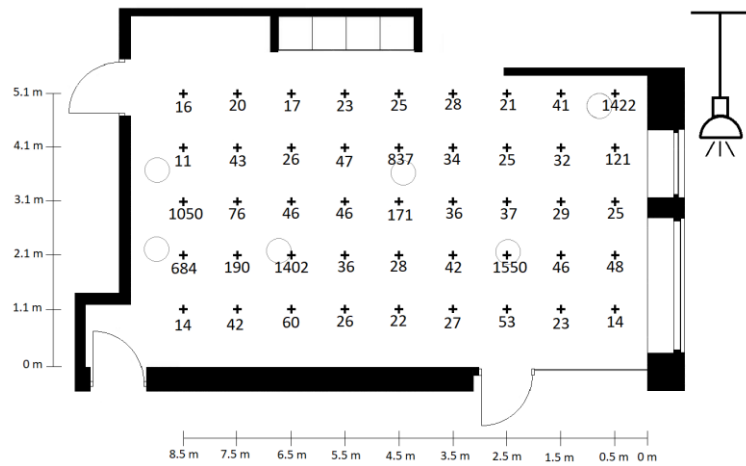 5.1 m
16 20 17 23 25 28 21 41 1422
4.1 m
11 43 26 47 837 34 25 32 121
3.1 m
1050 76 46 46 171 36 37 29 25
2.1 m
684 190 1402 36 28 42 1550 46 48
1.1 m
14 42 60 26 22 27 53 23 14
0 m
8.5 m 7.5 m 6.5 m 5.5 m 4.5 m 3.5 m 2.5 m 1.5 m 0.5 m 0 m